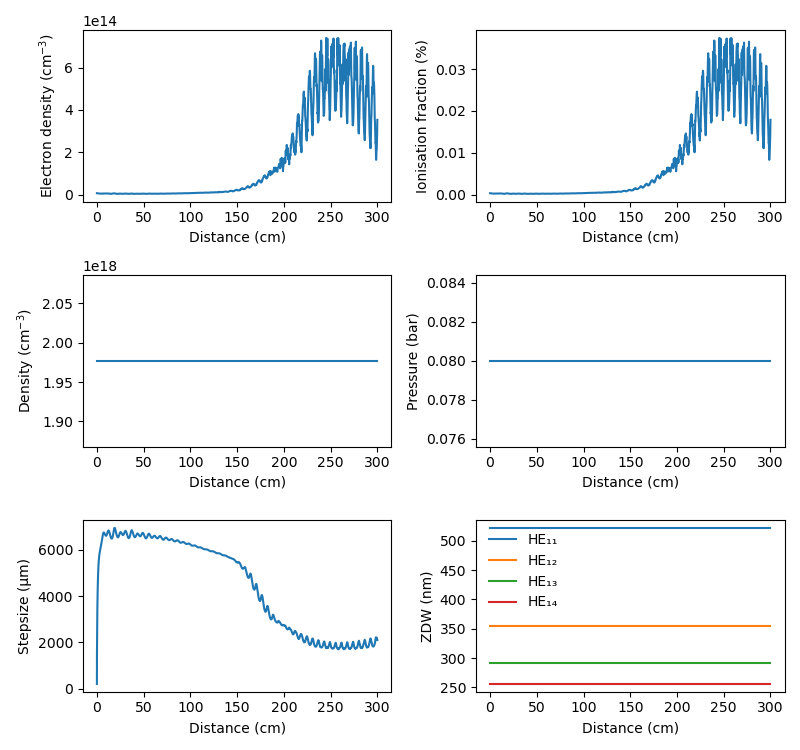 1e14
Electron density (cm⁻³)
6
4
2
0
0 50 100 150 200 250 300
Distance (cm)
Ionisation fraction (%)
0.03
0.02
0.01
0.00
0 50 100 150 200 250 300
Distance (cm)
1e18
Density (cm⁻³)
2.05
2.00
1.95
1.90
0 50 100 150 200 250 300
Distance (cm)
Pressure (bar)
0.084
0.082
0.080
0.078
0.076
0 50 100 150 200 250 300
Distance (cm)
Stepsize (μm)
6000
4000
2000
0
0 50 100 150 200 250 300
Distance (cm)
ZDW (nm)
500
450
400
350
300
250
HE₁₁
HE₁₂
HE₁₃
HE₁₄
0 50 100 150 200 250 300
Distance (cm)